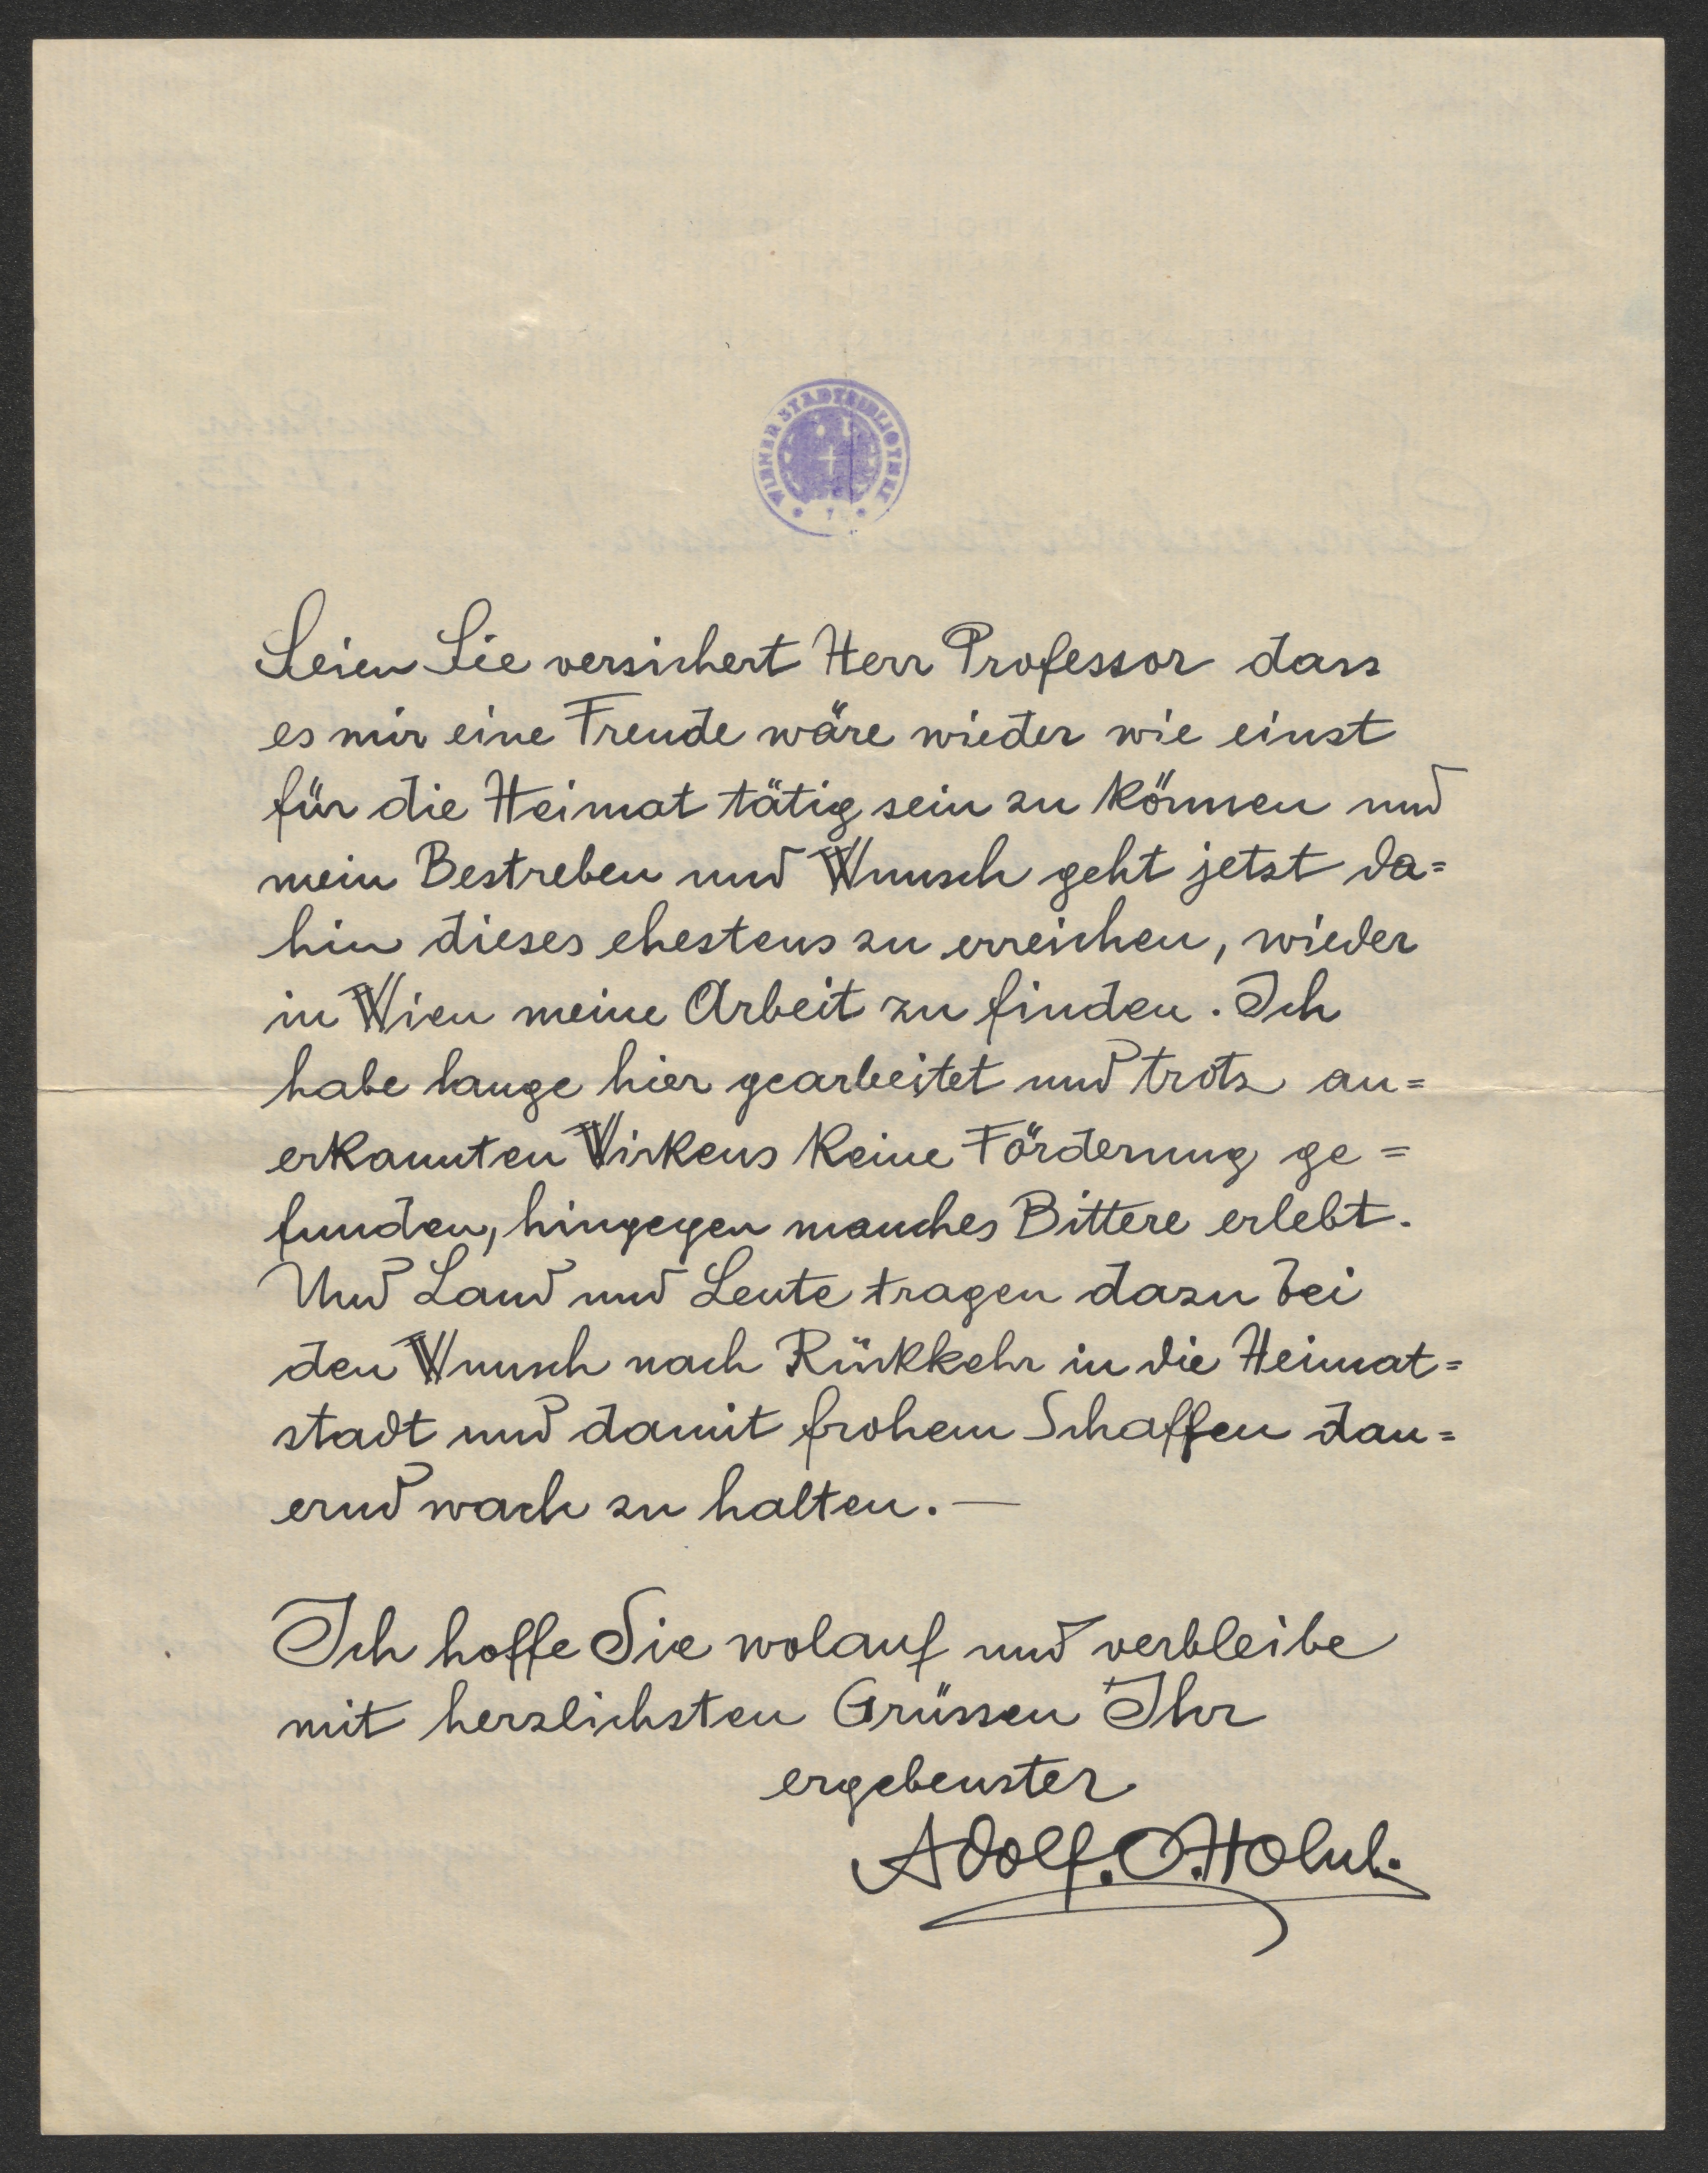 WIENER STADTBIBLIOTHEK
Seien Sie versichert Herr Professor dass
es mir eine Freude wäre wieder wie einst
für die Heimat tätig sein zu können und
mein Bestreben und Wunsch geht jetzt da=
hin dieses ehestens zu erreichen, wieder
in Wien meine Arbeit zu finden. Ich
habe lange hier gearbeitet und trotz an=
erkannten Wirkens keine Förderung ge=
funden, hingegen manches Bittere erlebt.
Und Land und Leute tragen dazu bei
den Wunsch nach Rückkehr in die Heimat=
stadt und damit frohem Schaffen dau=
ernd wach zu halten. —
Ich hoffe Sie wolauf und verbleibe
mit herzlichsten Grüssen Ihr
ergebenster
Adolf. O. Holub.